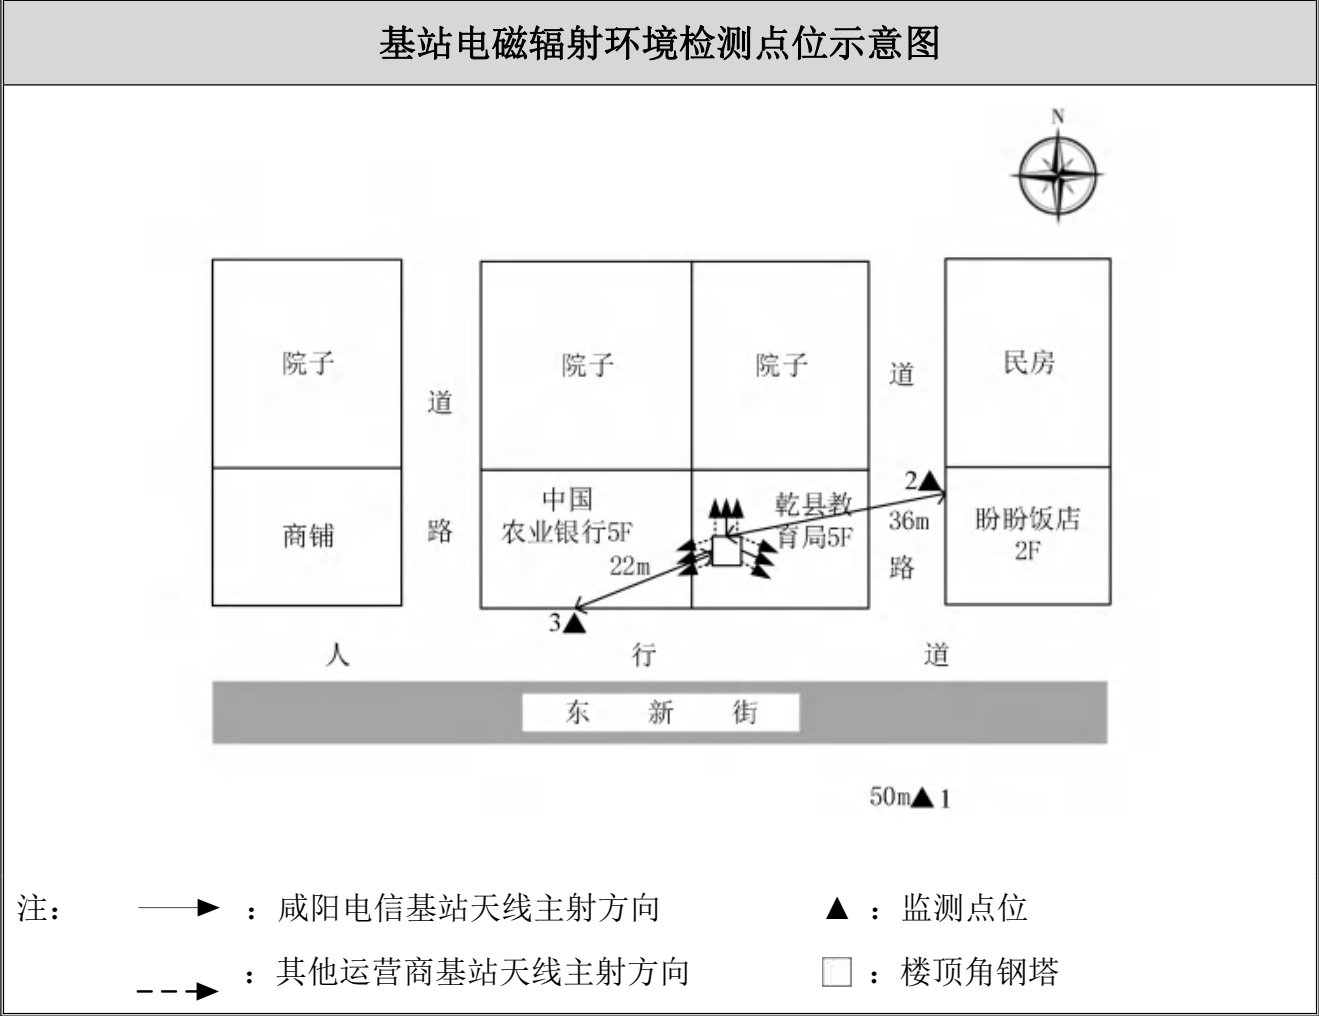 基站电磁辐射环境检测点位示意图
N
院子
院子
院子
民房
道
道
路
路
商铺
中国
农业银行5F
22m
乾县教
育局5F
2▲
36m
盼盼饭店
2F
3▲
人 行 道
东 新 街
50m▲1
注：
：咸阳电信基站天线主射方向
▲：监测点位
：其他运营商基站天线主射方向
：楼顶角钢塔